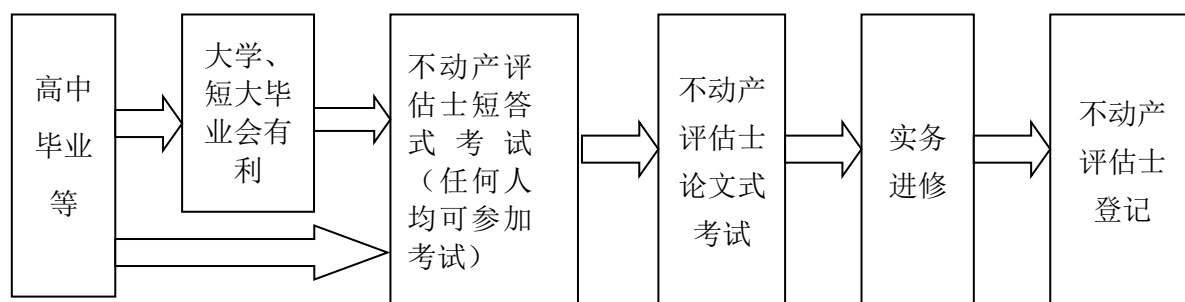 高中
毕业
等
大学、
短大毕
业会有
利
不动产评
估士短答
式考试
（任何人
均可参加
考试）
不动产
评估士
论文式
考试
实务
进修
不动产
评估士
登记